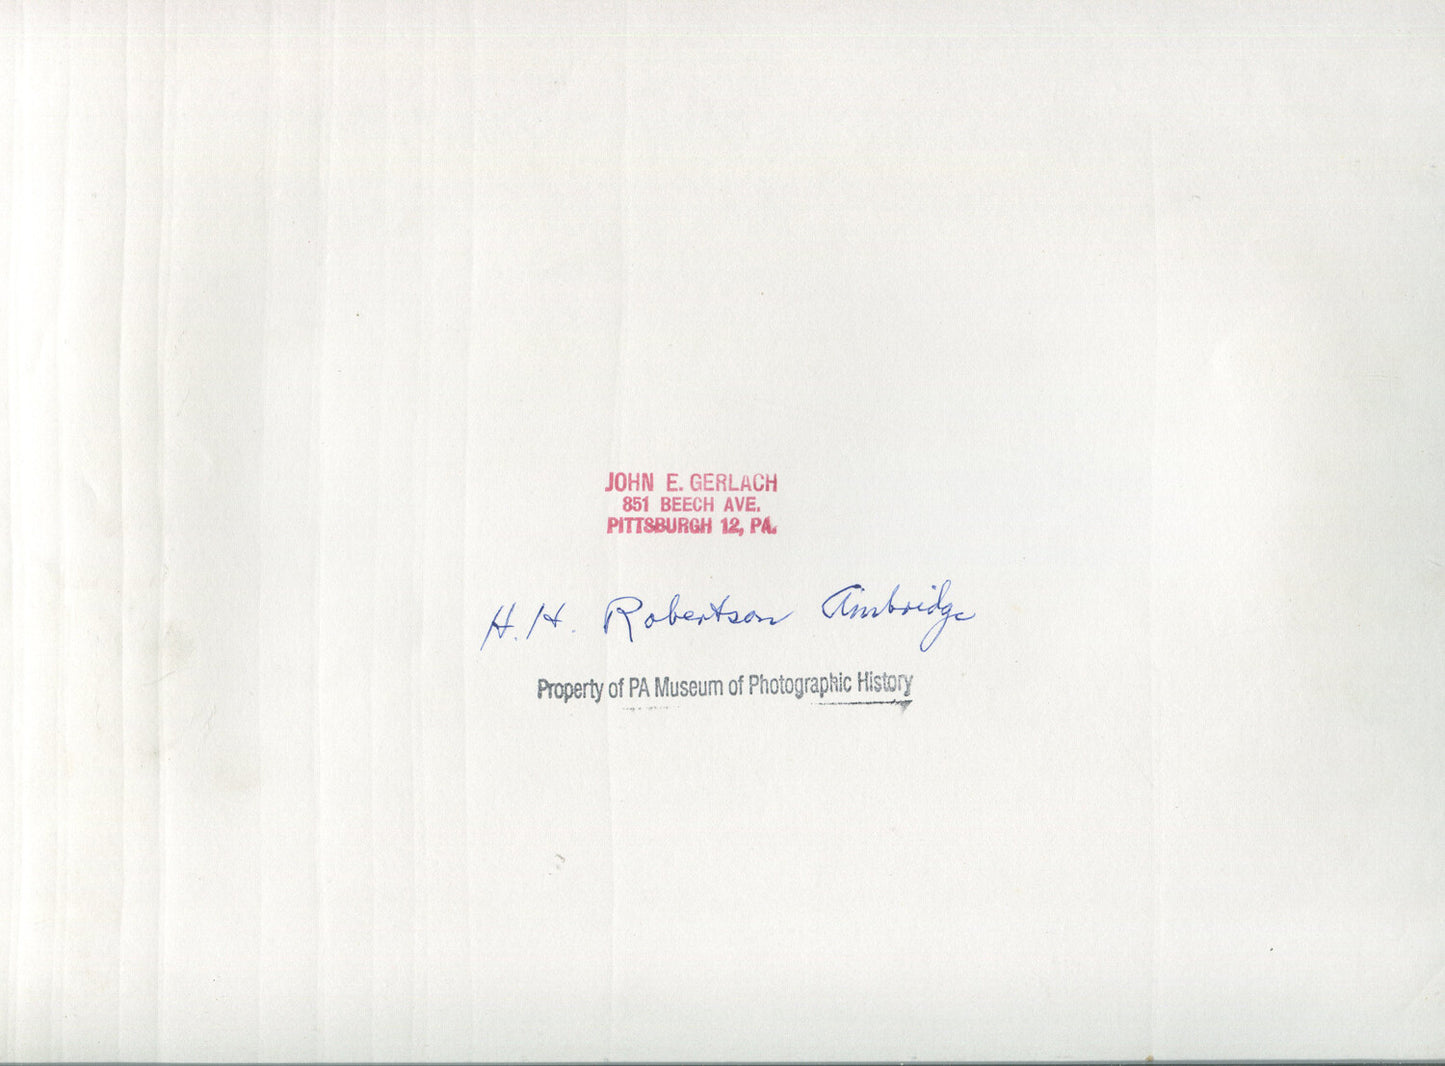 JOHN E. GERLACH
851 BEECH AVE.
PITTSBURGH 12, PA.
H. H. Robertson Ambridge
Property of PA Museum of Photographic History